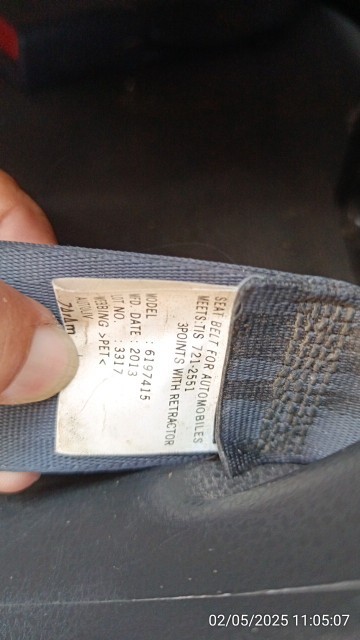 SEAT BELT FOR AUTOMOBILES
MEETS:TIS 721-2551
3POINTS WITH RETRACTOR
MODEL : 6197415
MFD. DATE : 2013
LOT NO. : 3317
WEBBING >PET<
02/05/2025 11:05:07